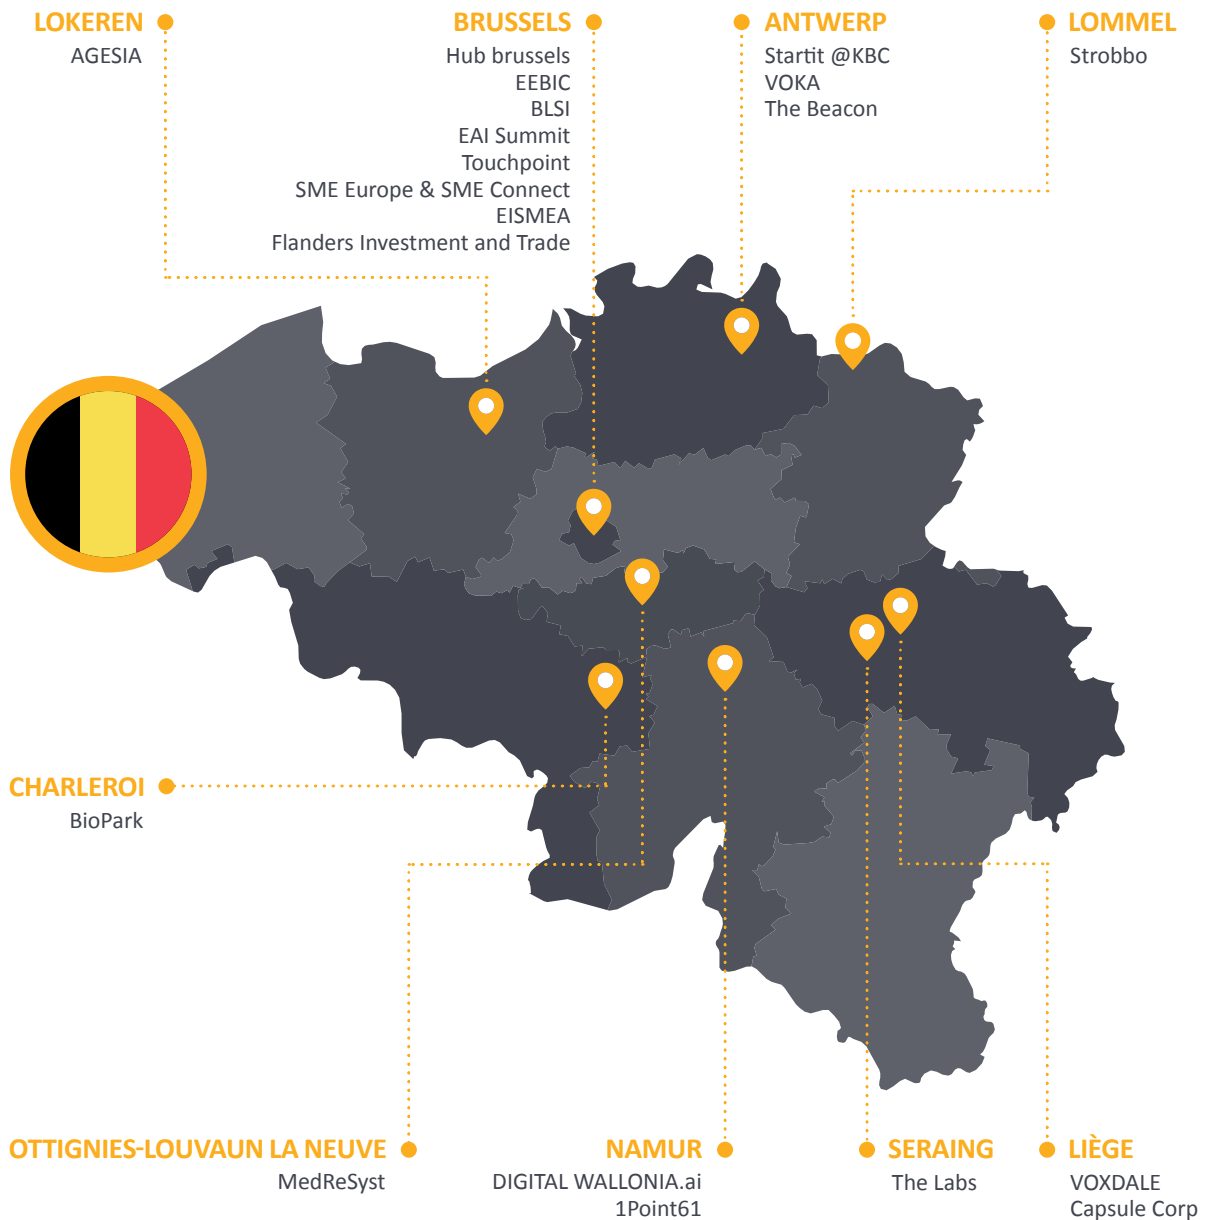 LOKEREN
AGESIA
BRUSSELS
Hub brussels
EEBIC
BLSI
EAI Summit
Touchpoint
SME Europe & SME Connect
EISMEA
Flanders Investment and Trade
ANTWERP
Startit @KBC
VOKA
The Beacon
LOMMEL
Strobbo
CHARLEROI
BioPark
OTTIGNIES-LOUVAUN LA NEUVE
MedReSyst
NAMUR
DIGITAL WALLONIA.ai
1Point61
SERAING
The Labs
LIÈGE
VOXDALE
Capsule Corp